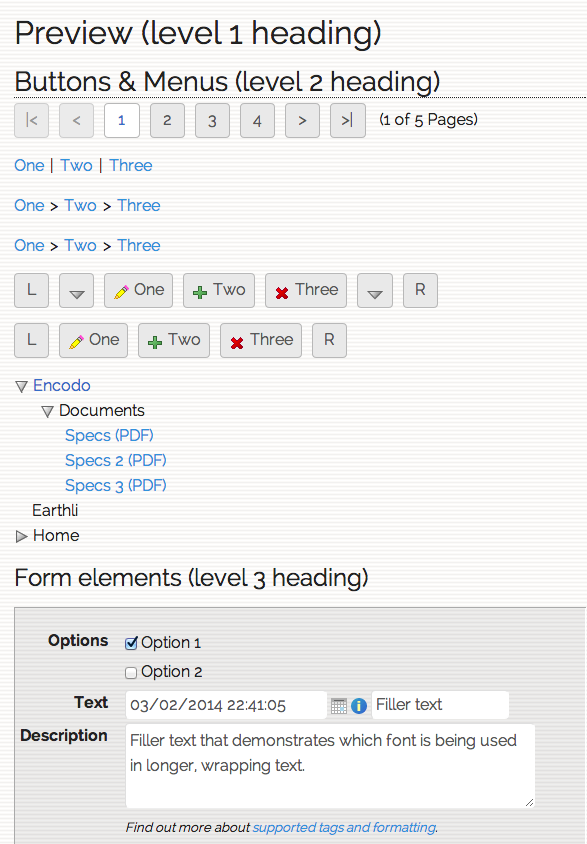 Preview (level 1 heading)
Buttons & Menus (level 2 heading)
|< < 1 2 3 4 > >| (1 of 5 Pages)
One | Two | Three
One > Two > Three
One > Two > Three
L One Two Three R
L One Two Three R
Encodo
Documents
Specs (PDF)
Specs 2 (PDF)
Specs 3 (PDF)
Earthli
Home
Form elements (level 3 heading)
Options Option 1
Option 2
Text 03/02/2014 22:41:05 Filler text
Description Filler text that demonstrates which font is being used
in longer, wrapping text.
Find out more about supported tags and formatting.